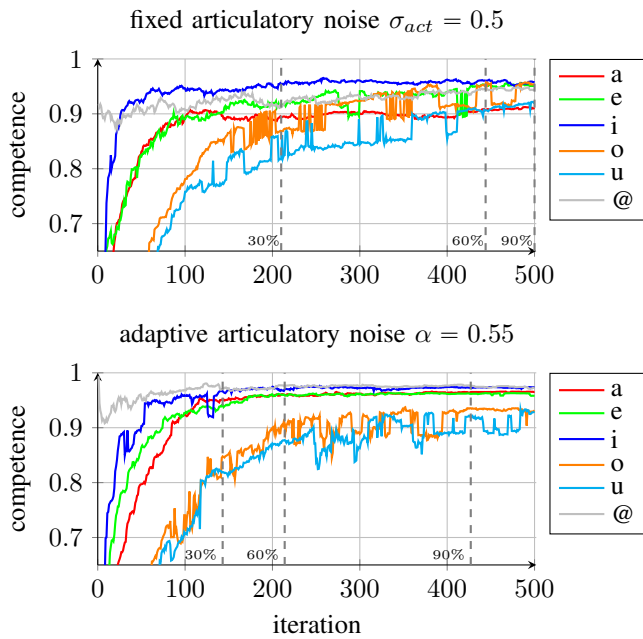 fixed articulatory noise σ_act = 0.5
competence
1
0.9
0.8
0.7
0
100
200
300
400
500
30%
60%
90%
a
e
i
o
u
@
adaptive articulatory noise α = 0.55
competence
1
0.9
0.8
0.7
0
100
200
300
400
500
30%
60%
90%
a
e
i
o
u
@
iteration